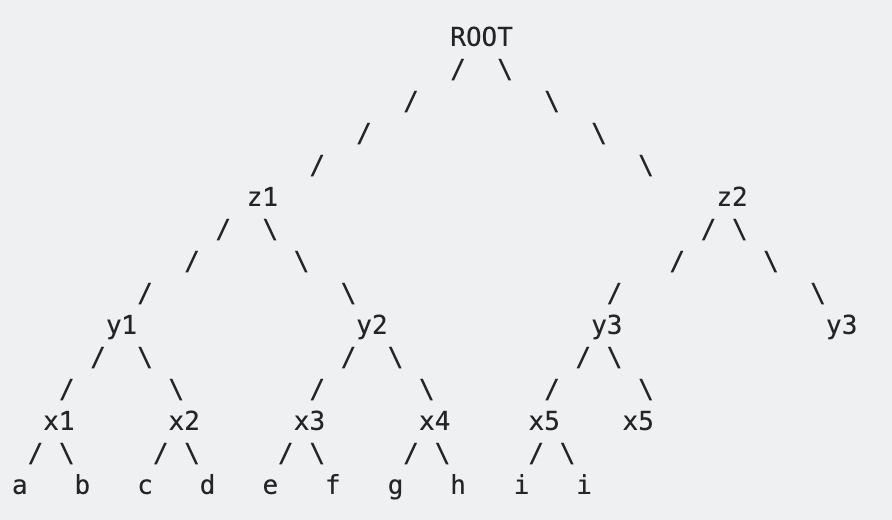 ROOT
/ \
/ \
/ \
/ \
z1 z2
/ \ / \
/ \ / \
/ \ / \
y1 y2 y3 y3
/ \ / \ / \
/ \ / \ / \
x1 x2 x3 x4 x5 x5
/ \ / \ / \ / \ / \
a b c d e f g h i i